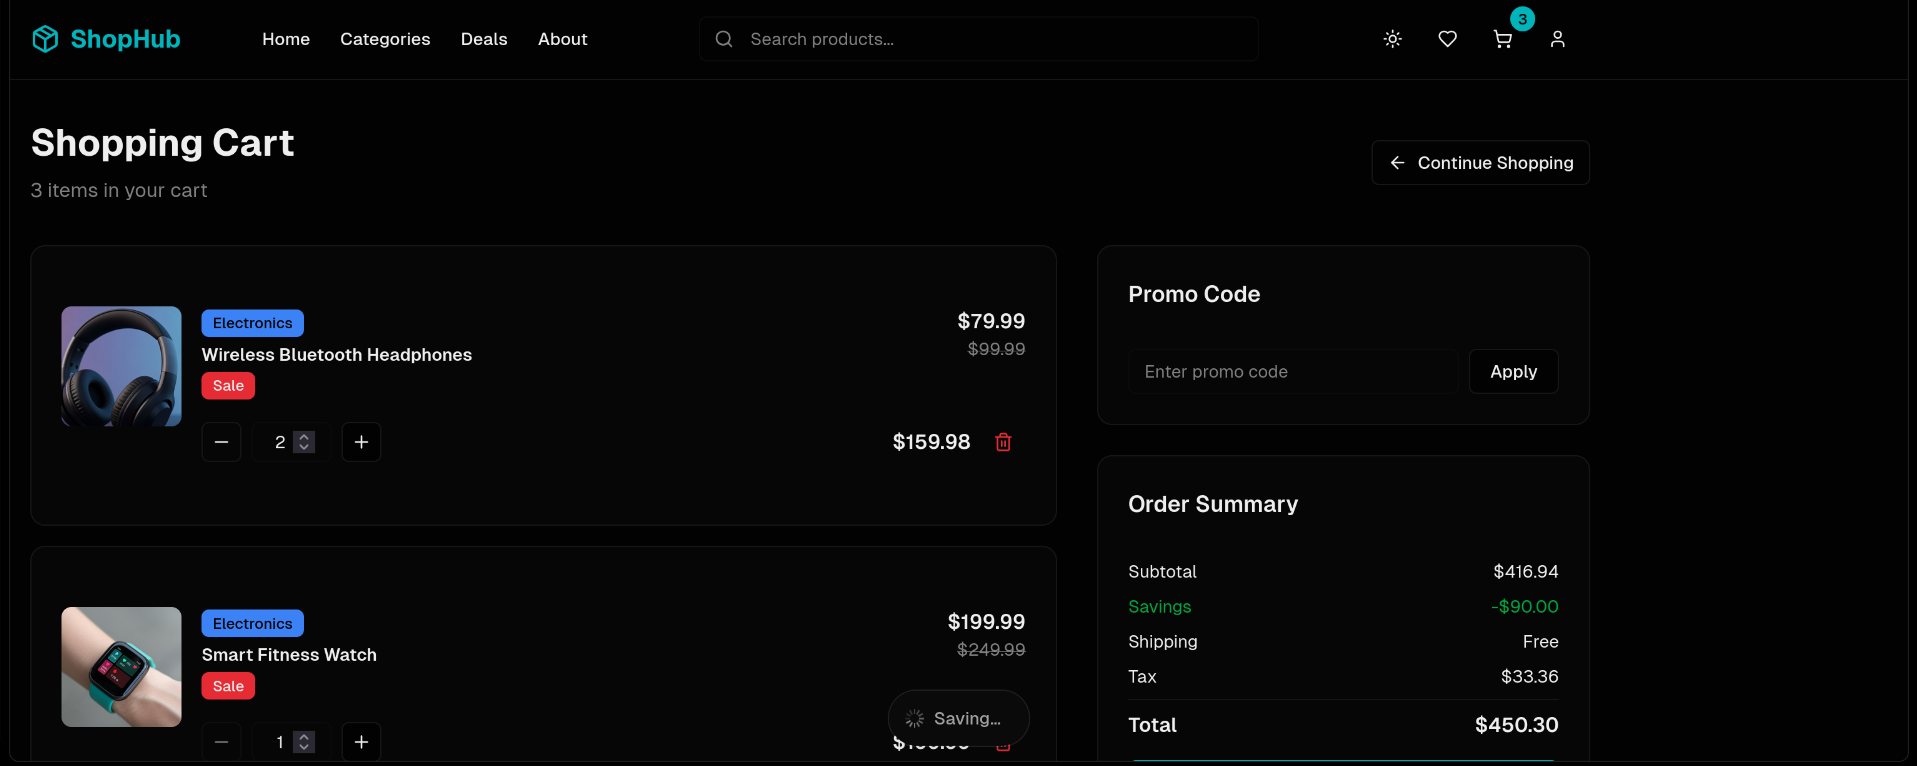 ShopHub
Home Categories Deals About
Search products...
3
Shopping Cart
3 items in your cart
Continue Shopping
Electronics
Wireless Bluetooth Headphones
Sale
$79.99
$99.99
2
$159.98
Electronics
Smart Fitness Watch
Sale
$199.99
$249.99
1
Saving...
Promo Code
Enter promo code
Apply
Order Summary
Subtotal $416.94
Savings -$90.00
Shipping Free
Tax $33.36
Total $450.30